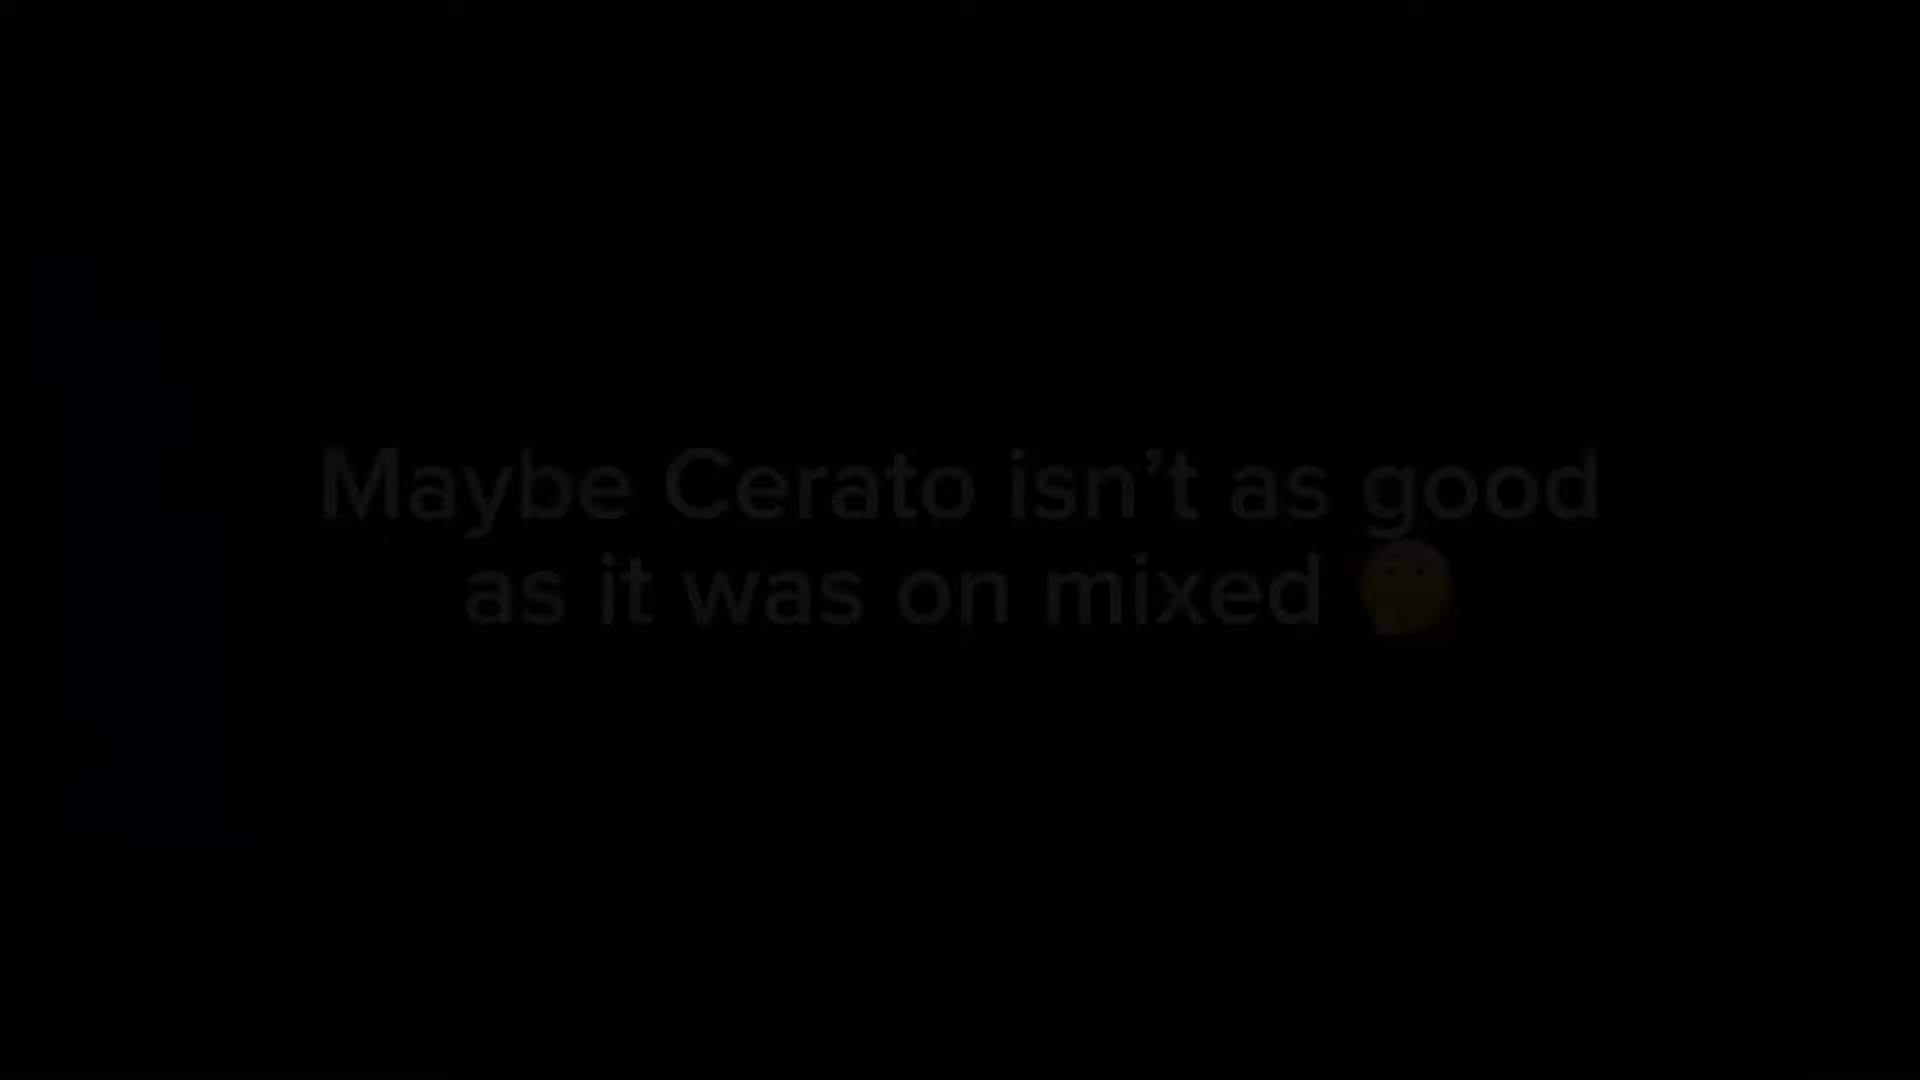 Maybe Cerato isn’t as good
as it was on mixed 🤔